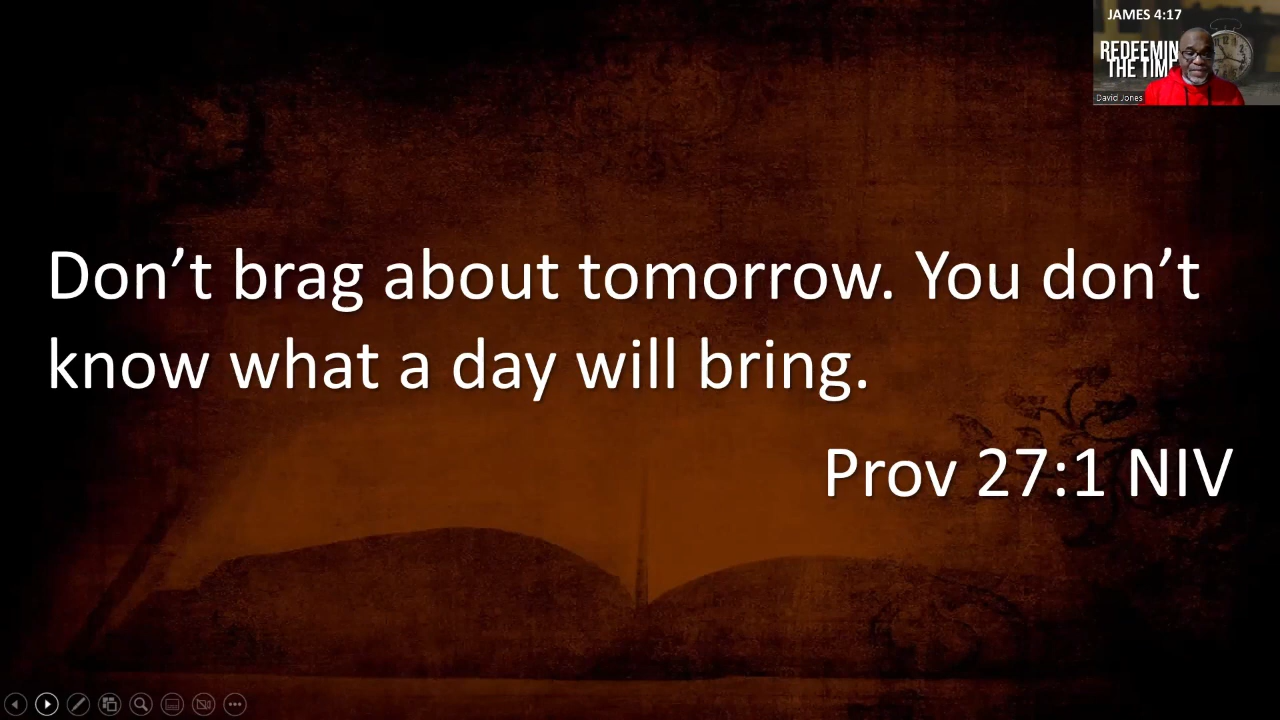 JAMES 4:17
REDEEMIN
THE TIM
David Jones
Don’t brag about tomorrow. You don’t
know what a day will bring.
Prov 27:1 NIV